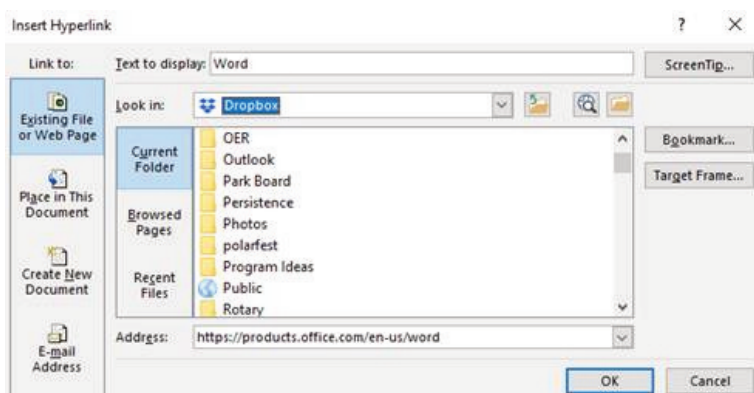 Insert Hyperlink
? ×
Link to:
Text to display: Word
ScreenTip...
Existing File
or Web Page
Look in: Dropbox
Bookmark...
Target Frame...
Place in This
Document
Create New
Document
E-mail
Address
Current
Folder
Browsed
Pages
Recent
Files
OER
Outlook
Park Board
Persistence
Photos
polarfest
Program Ideas
Public
Rotary
Address: https://products.office.com/en-us/word
OK
Cancel